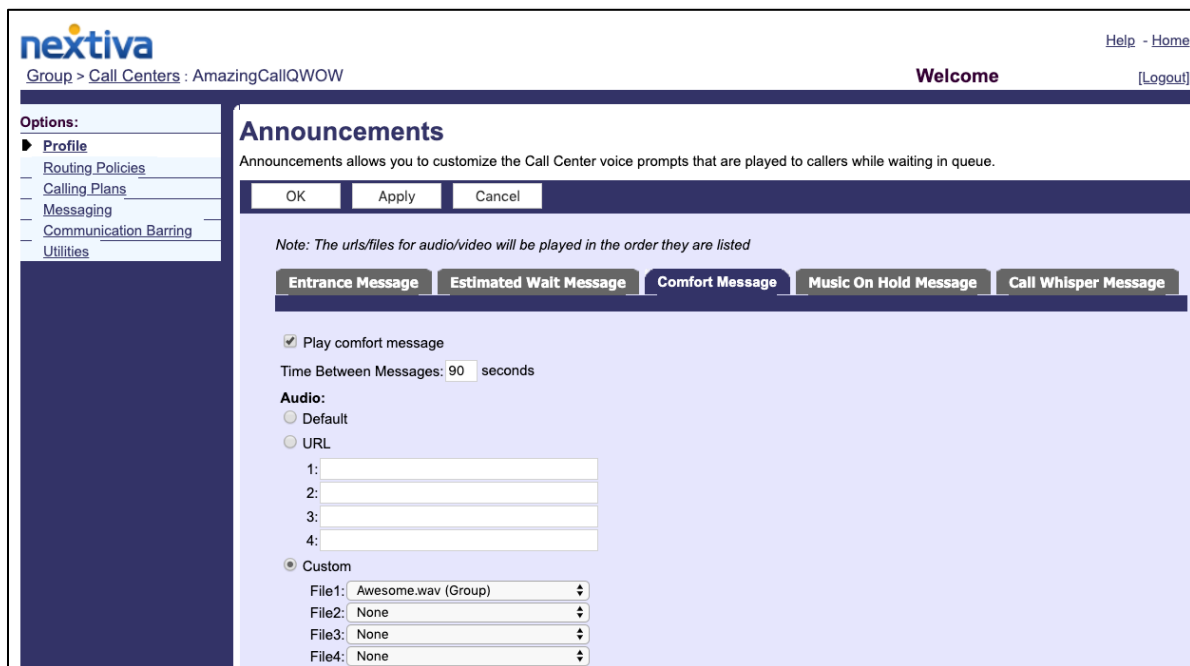 nextiva
Help - Home
Group > Call Centers : AmazingCallQWOW
Welcome
[Logout]
Options:
Profile
Routing Policies
Calling Plans
Messaging
Communication Barring
Utilities
Announcements
Announcements allows you to customize the Call Center voice prompts that are played to callers while waiting in queue.
OK Apply Cancel
Note: The urls/files for audio/video will be played in the order they are listed
Entrance Message Estimated Wait Message Comfort Message Music On Hold Message Call Whisper Message
Play comfort message
Time Between Messages: 90 seconds
Audio:
Default
URL
1:
2:
3:
4:
Custom
File1: Awesome.wav (Group)
File2: None
File3: None
File4: None